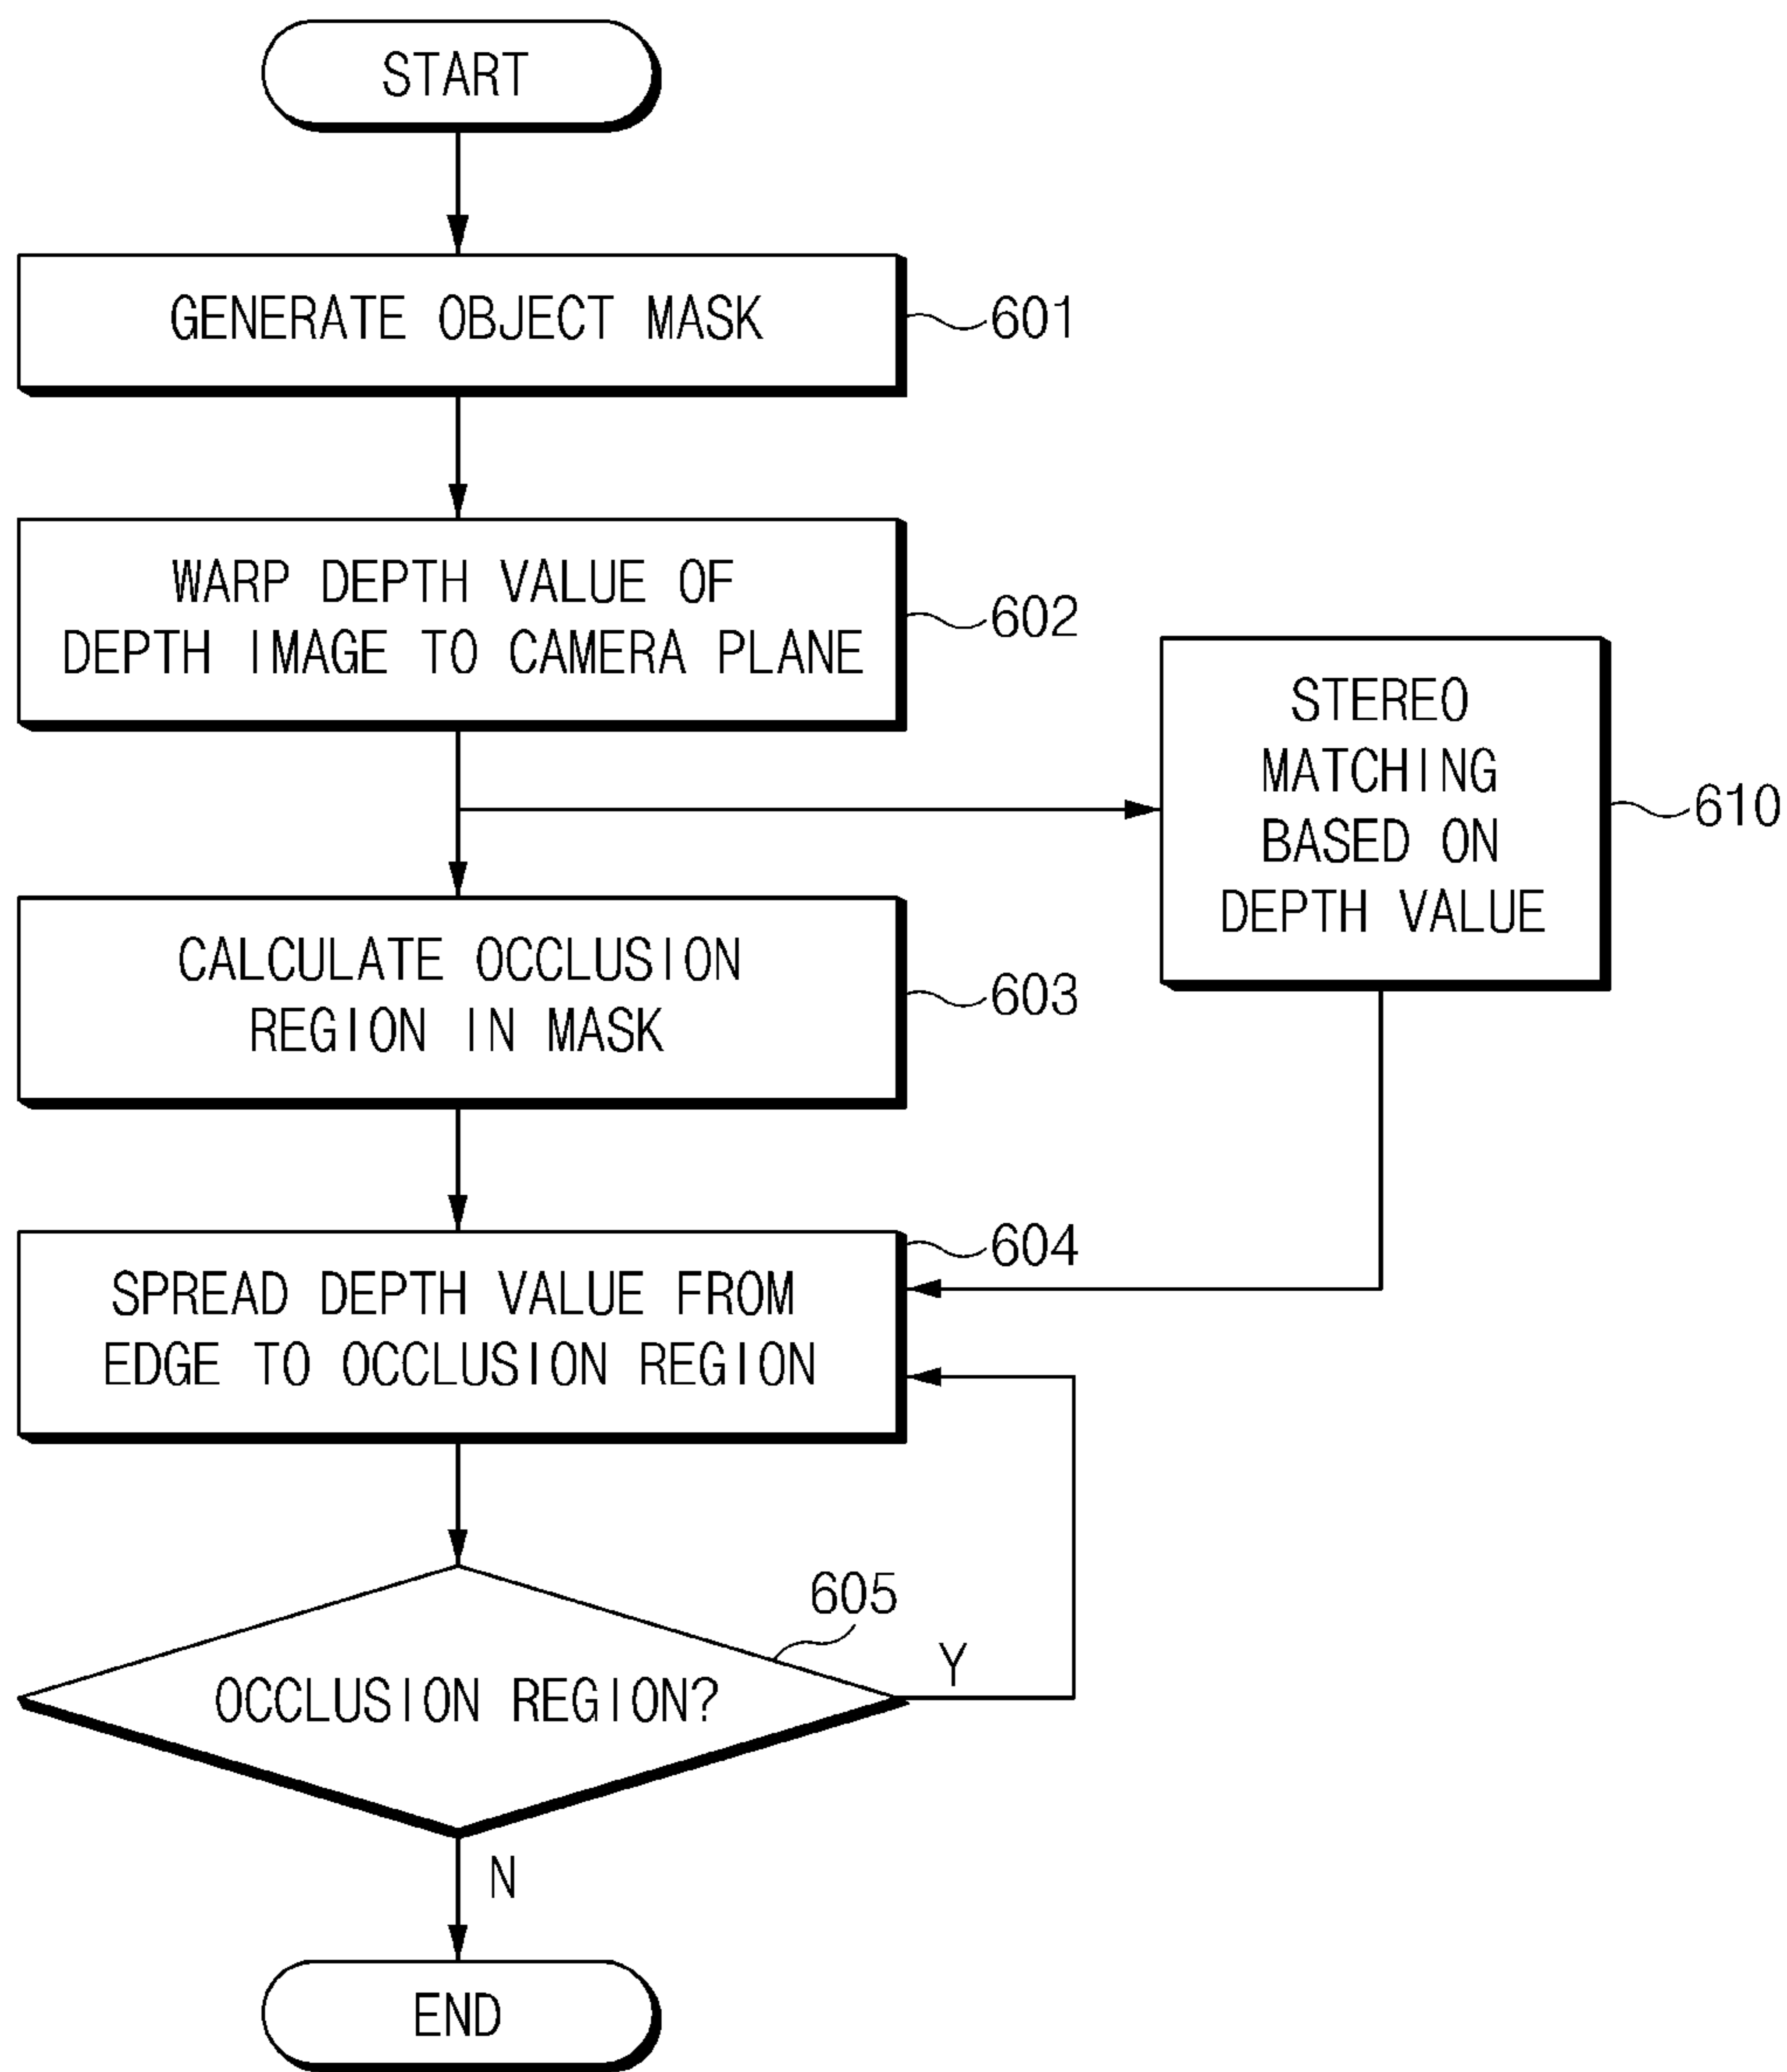 START
GENERATE OBJECT MASK
601
WARP DEPTH VALUE OF
DEPTH IMAGE TO CAMERA PLANE
602
STEREO
MATCHING
BASED ON
DEPTH VALUE
610
CALCULATE OCCLUSION
REGION IN MASK
603
SPREAD DEPTH VALUE FROM
EDGE TO OCCLUSION REGION
604
OCCLUSION REGION?
605
Y
N
END